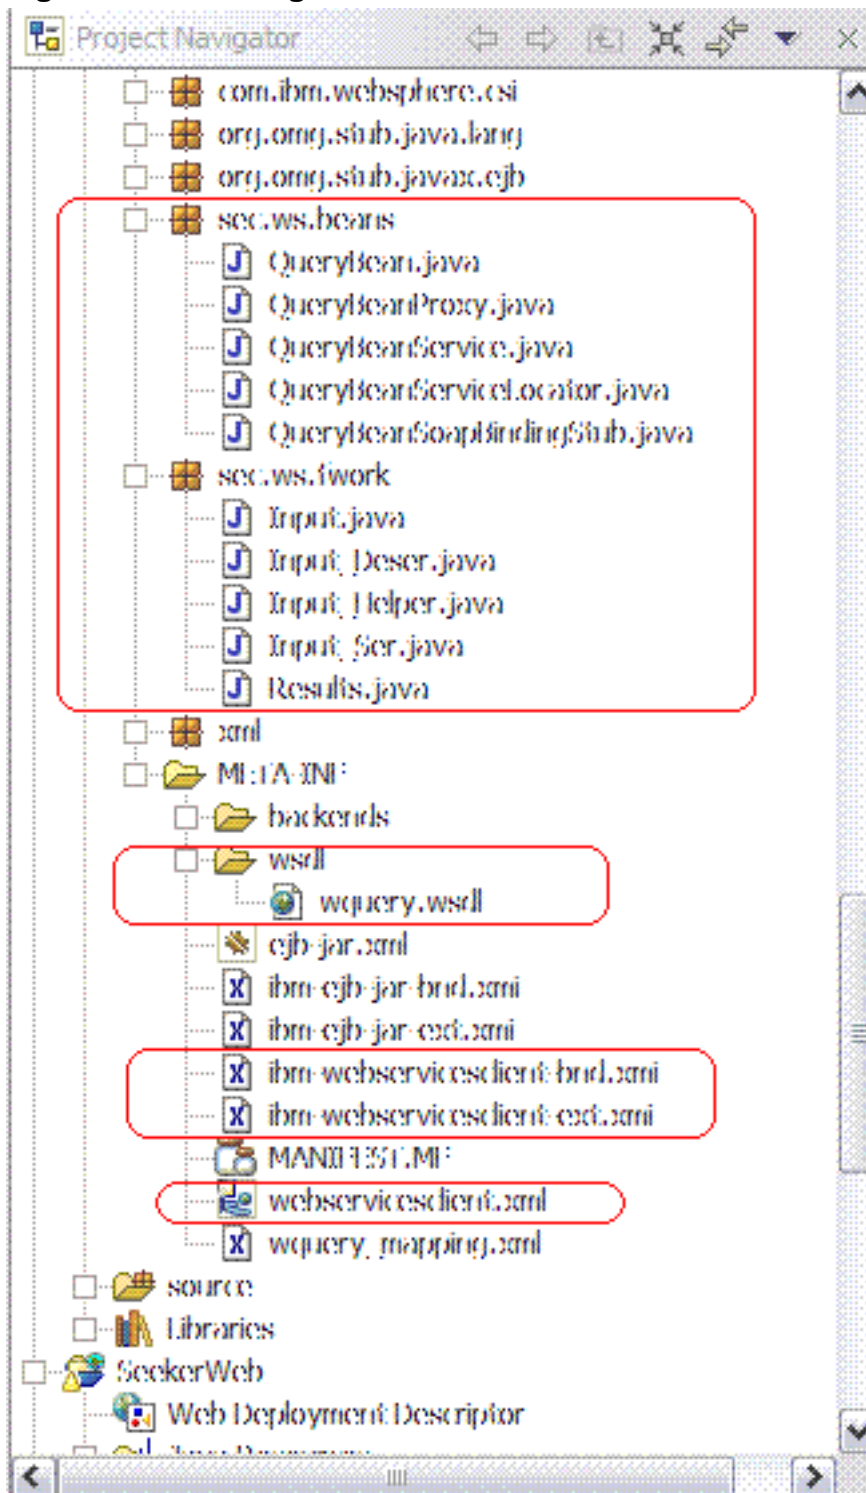 Project Navigator
com.ibm.websphere.csi
org.omg.stub.java.lang
org.omg.stub.javax.ejb
sec.ws.beans
QueryBean.java
QueryBeanProxy.java
QueryBeanService.java
QueryBeanServiceLocator.java
QueryBeanSoapBindingStub.java
sec.ws.fwork
Input.java
Input_Deser.java
Input_Helper.java
Input_Ser.java
Results.java
xml
META-INF
backends
wsdl
wquery.wsdl
ejb-jar.xml
ibm-ejb-jar-bnd.xmi
ibm-ejb-jar-ext.xmi
ibm-webservicesclient-bnd.xmi
ibm-webservicesclient-ext.xmi
MANIFEST.MF
webservicesclient.xml
wquery_mapping.xml
source
Libraries
SeekerWeb
Web Deployment Descriptor